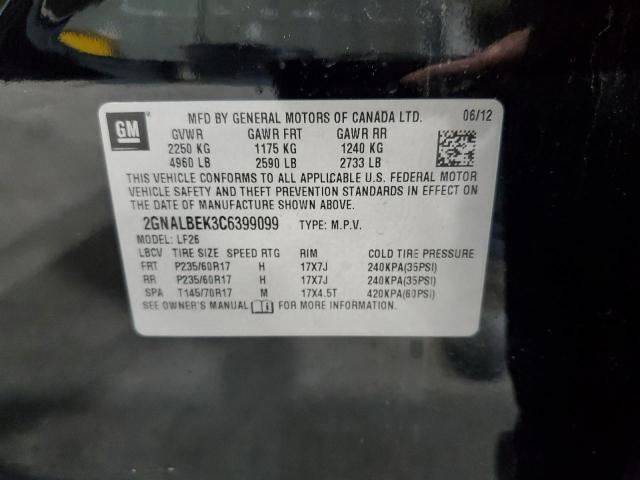 GM
MFD BY GENERAL MOTORS OF CANADA LTD. 06/12
GVWR GAWR FRT GAWR RR
2250 KG 1175 KG 1240 KG
4960 LB 2590 LB 2733 LB
THIS VEHICLE CONFORMS TO ALL APPLICABLE U.S. FEDERAL MOTOR
VEHICLE SAFETY AND THEFT PREVENTION STANDARDS IN EFFECT ON
THE DATE OF MANUFACTURE SHOWN ABOVE.
2GNALBEK3C6399099 TYPE: M.P.V.
MODEL: LF26
LBCV TIRE SIZE SPEED RTG RIM COLD TIRE PRESSURE
FRT P235/60R17 H 17X7J 240KPA(35PSI)
RR P235/60R17 H 17X7J 240KPA(35PSI)
SPA T145/70R17 M 17X4.5T 420KPA(60PSI)
SEE OWNER'S MANUAL i FOR MORE INFORMATION.